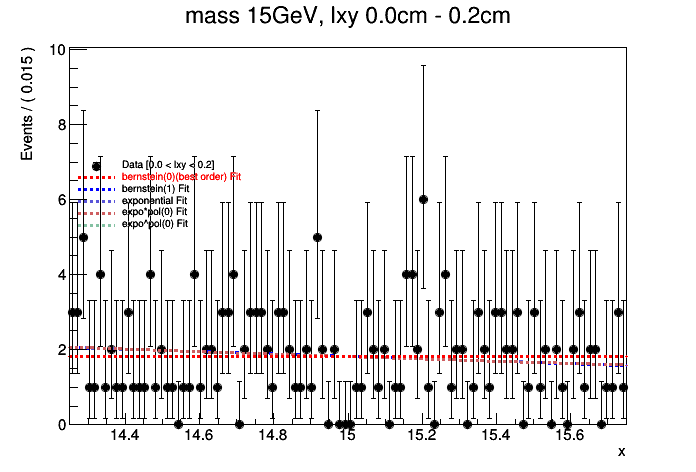 mass 15GeV, lxy 0.0cm - 0.2cm
Events / ( 0.015 )
10
8
6
4
2
0
Data [0.0 < lxy < 0.2]
bernstein(0)(best order) Fit
bernstein(1) Fit
exponential Fit
expo*pol(0) Fit
expo^pol(0) Fit
14.4 14.6 14.8 15 15.2 15.4 15.6
x